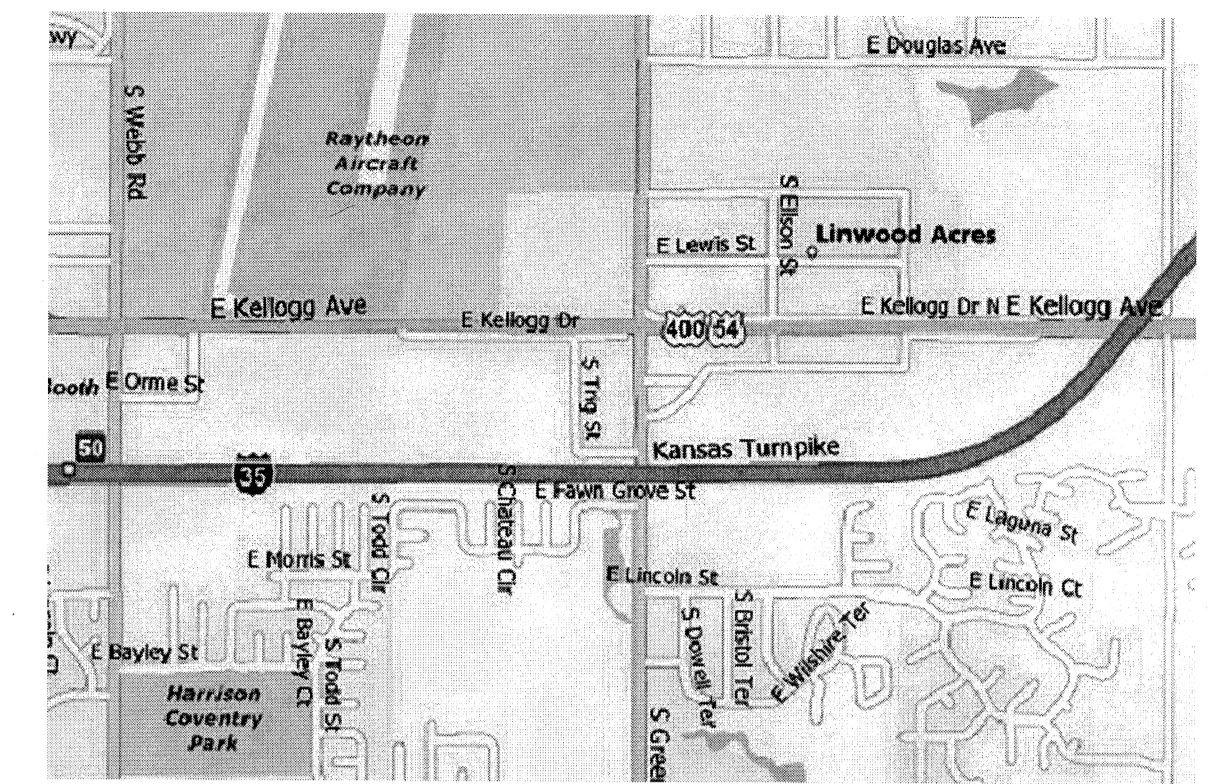 wy
E Douglas Ave
S Webb Rd
Raytheon
Aircraft
Company
S Ellson St
Linwood Acres
E Lewis St
E Kellogg Ave
E Kellogg Dr
400 54
E Kellogg Dr N E Kellogg Ave
ooth
E Orme St
S Tng St
50
35
Kansas Turnpike
S Chateau Cir
E Fawn Grove St
S Todd Cir
E Laguna St
E Morris St
E Lincoln St
E Lincoln Ct
S Dowell Ter
S Bristol Ter
E Wilshire Ter
E Bayley St
E Bayley Ct
S Todd St
Harrison
Coventry
Park
S Gree